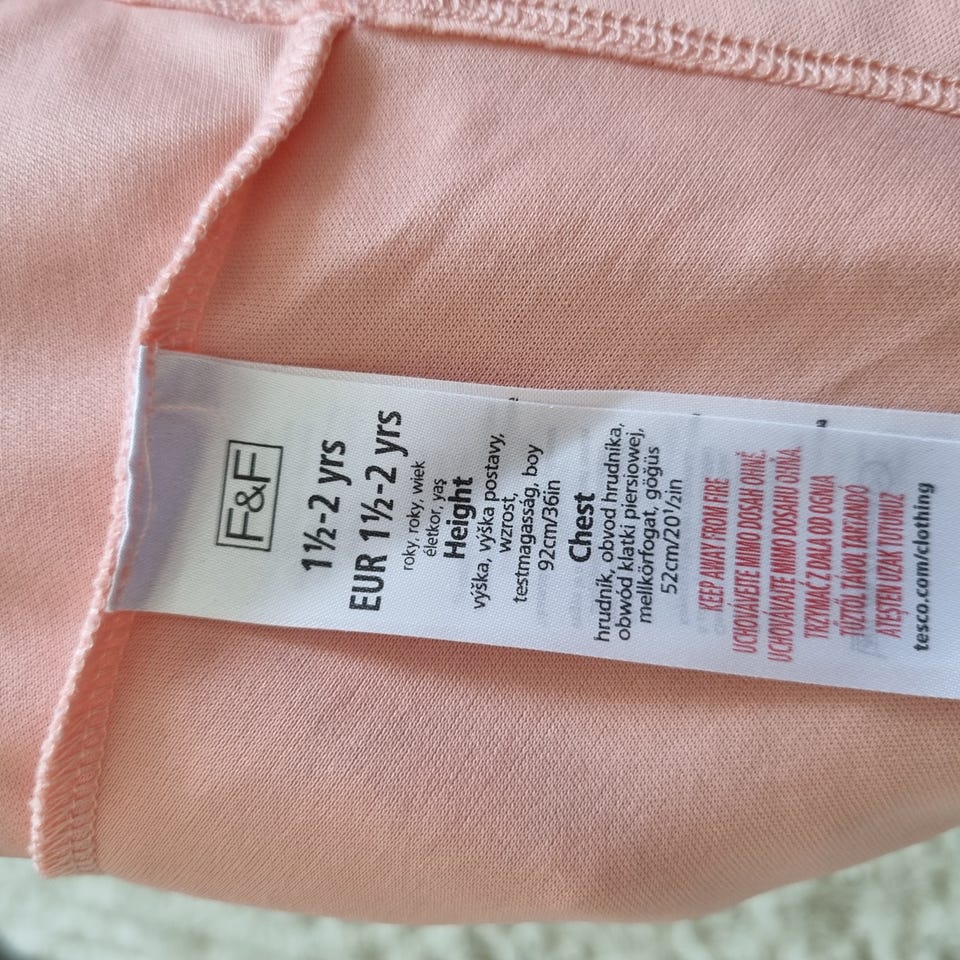 F&F
1½-2 yrs
EUR 1½-2 yrs
roky, roky, wiek
életkor, yaş
Height
výška, výška postavy,
wzrost,
testmagasság, boy
92cm/36in
Chest
hrudník, obvod hrudníka,
obwód klatki piersiowej,
mellkörfogat, göğüs
52cm/20½in
KEEP AWAY FROM FIRE
UCHOVÁVEJTE MIMO DOSAH OHNĚ.
UCHOVÁVAJTE MIMO DOSAHU OHŇA.
TRZYMAĆ Z DALA OD OGNIA
TŰZTŐL TÁVOL TARTANDÓ
ATEŞTEN UZAK TUTUNUZ
tesco.com/clothing